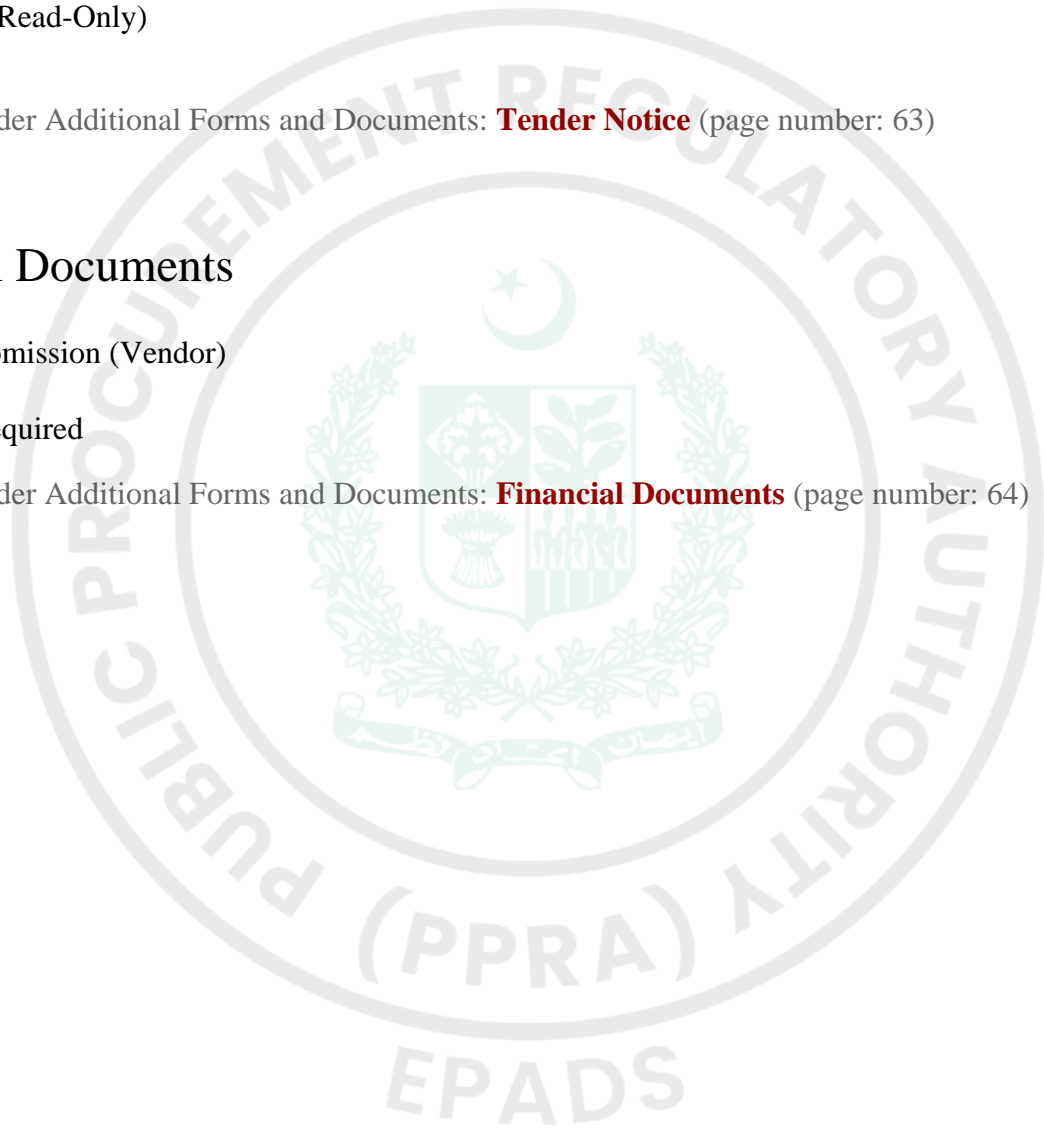 Read-Only)
der Additional Forms and Documents: Tender Notice (page number: 63)
Documents
mission (Vendor)
quired
der Additional Forms and Documents: Financial Documents (page number: 64)
PUBLIC PROCUREMENT REGULATORY AUTHORITY
(PPRA)
EPADS